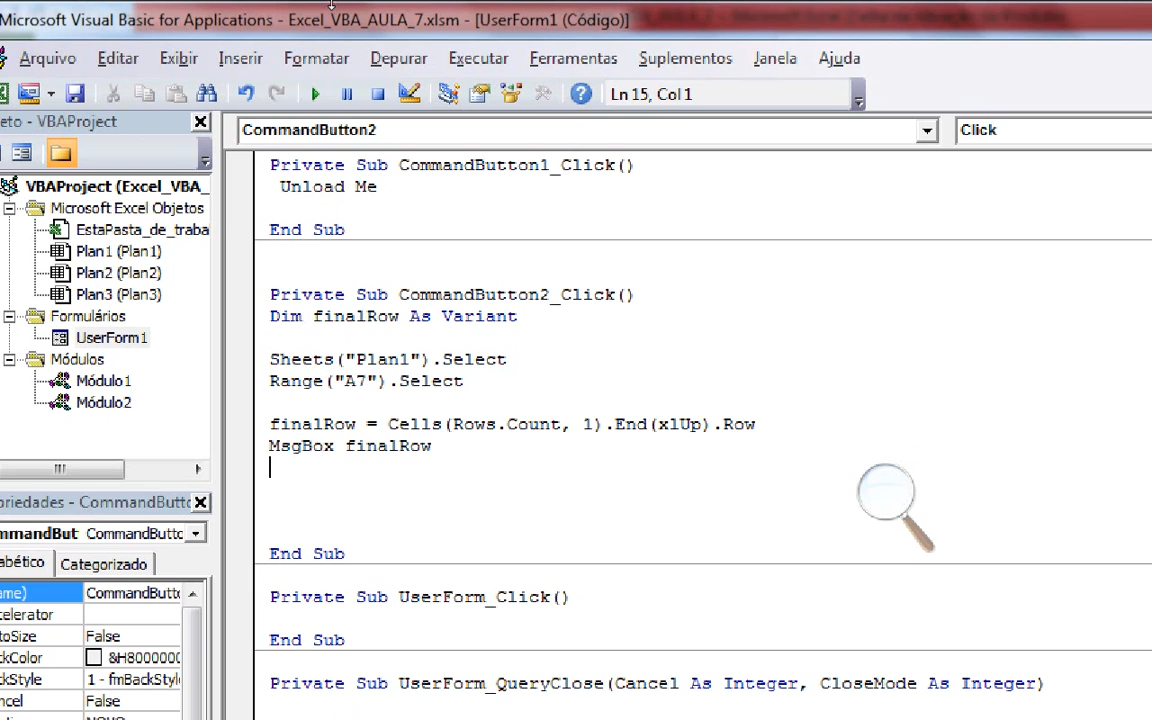 Microsoft Visual Basic for Applications - Excel_VBA_AULA_7.xlsm - [UserForm1 (Código)]
Arquivo Editar Exibir Inserir Formatar Depurar Executar Ferramentas Suplementos Janela Ajuda
Ln 15, Col 1
eto - VBAProject
CommandButton2 Click
VBAProject (Excel_VBA_
Microsoft Excel Objetos
EstaPasta_de_traba
Plan1 (Plan1)
Plan2 (Plan2)
Plan3 (Plan3)
Formulários
UserForm1
Módulos
Módulo1
Módulo2
Private Sub CommandButton1_Click()
Unload Me
End Sub
Private Sub CommandButton2_Click()
Dim finalRow As Variant
Sheets("Plan1").Select
Range("A7").Select
finalRow = Cells(Rows.Count, 1).End(xlUp).Row
MsgBox finalRow
End Sub
Private Sub UserForm_Click()
End Sub
Private Sub UserForm_QueryClose(Cancel As Integer, CloseMode As Integer)
opriedades - CommandButto
mmandBut CommandButto
abético Categorizado
ame) CommandButto
celerator
toSize False
ckColor &H8000000
ckStyle 1 - fmBackStyl
ncel False